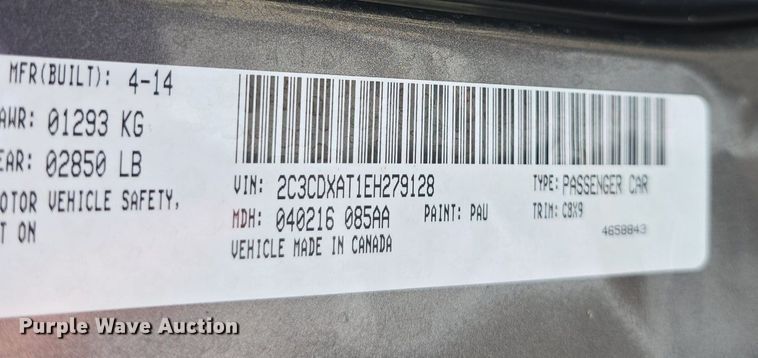 MFR(BUILT): 4-14
AWR: 01293 KG
EAR: 02850 LB
OTOR VEHICLE SAFETY,
T ON
VIN: 2C3CDXAT1EH279128 TYPE: PASSENGER CAR
MDH: 040216 085AA PAINT: PAU TRIM: C8X9
VEHICLE MADE IN CANADA 4658843
Purple Wave Auction